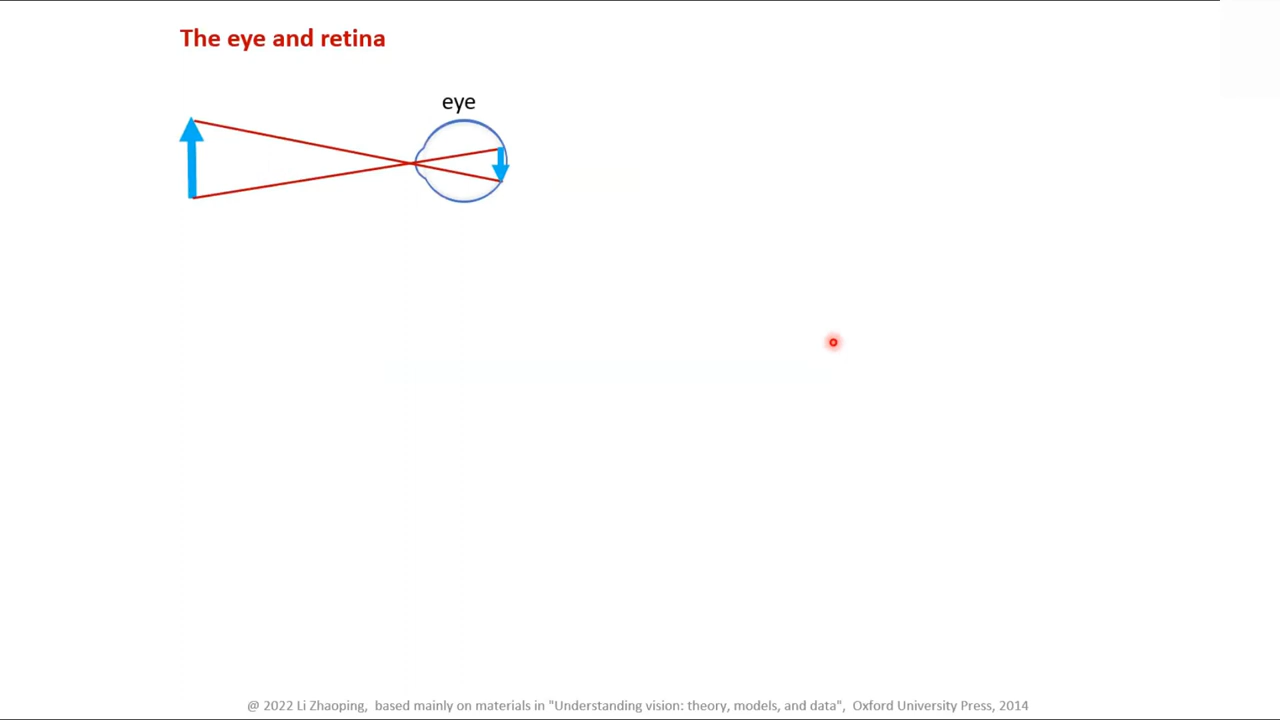 The eye and retina
eye
@ 2022 Li Zhaoping, based mainly on materials in "Understanding vision: theory, models, and data", Oxford University Press, 2014